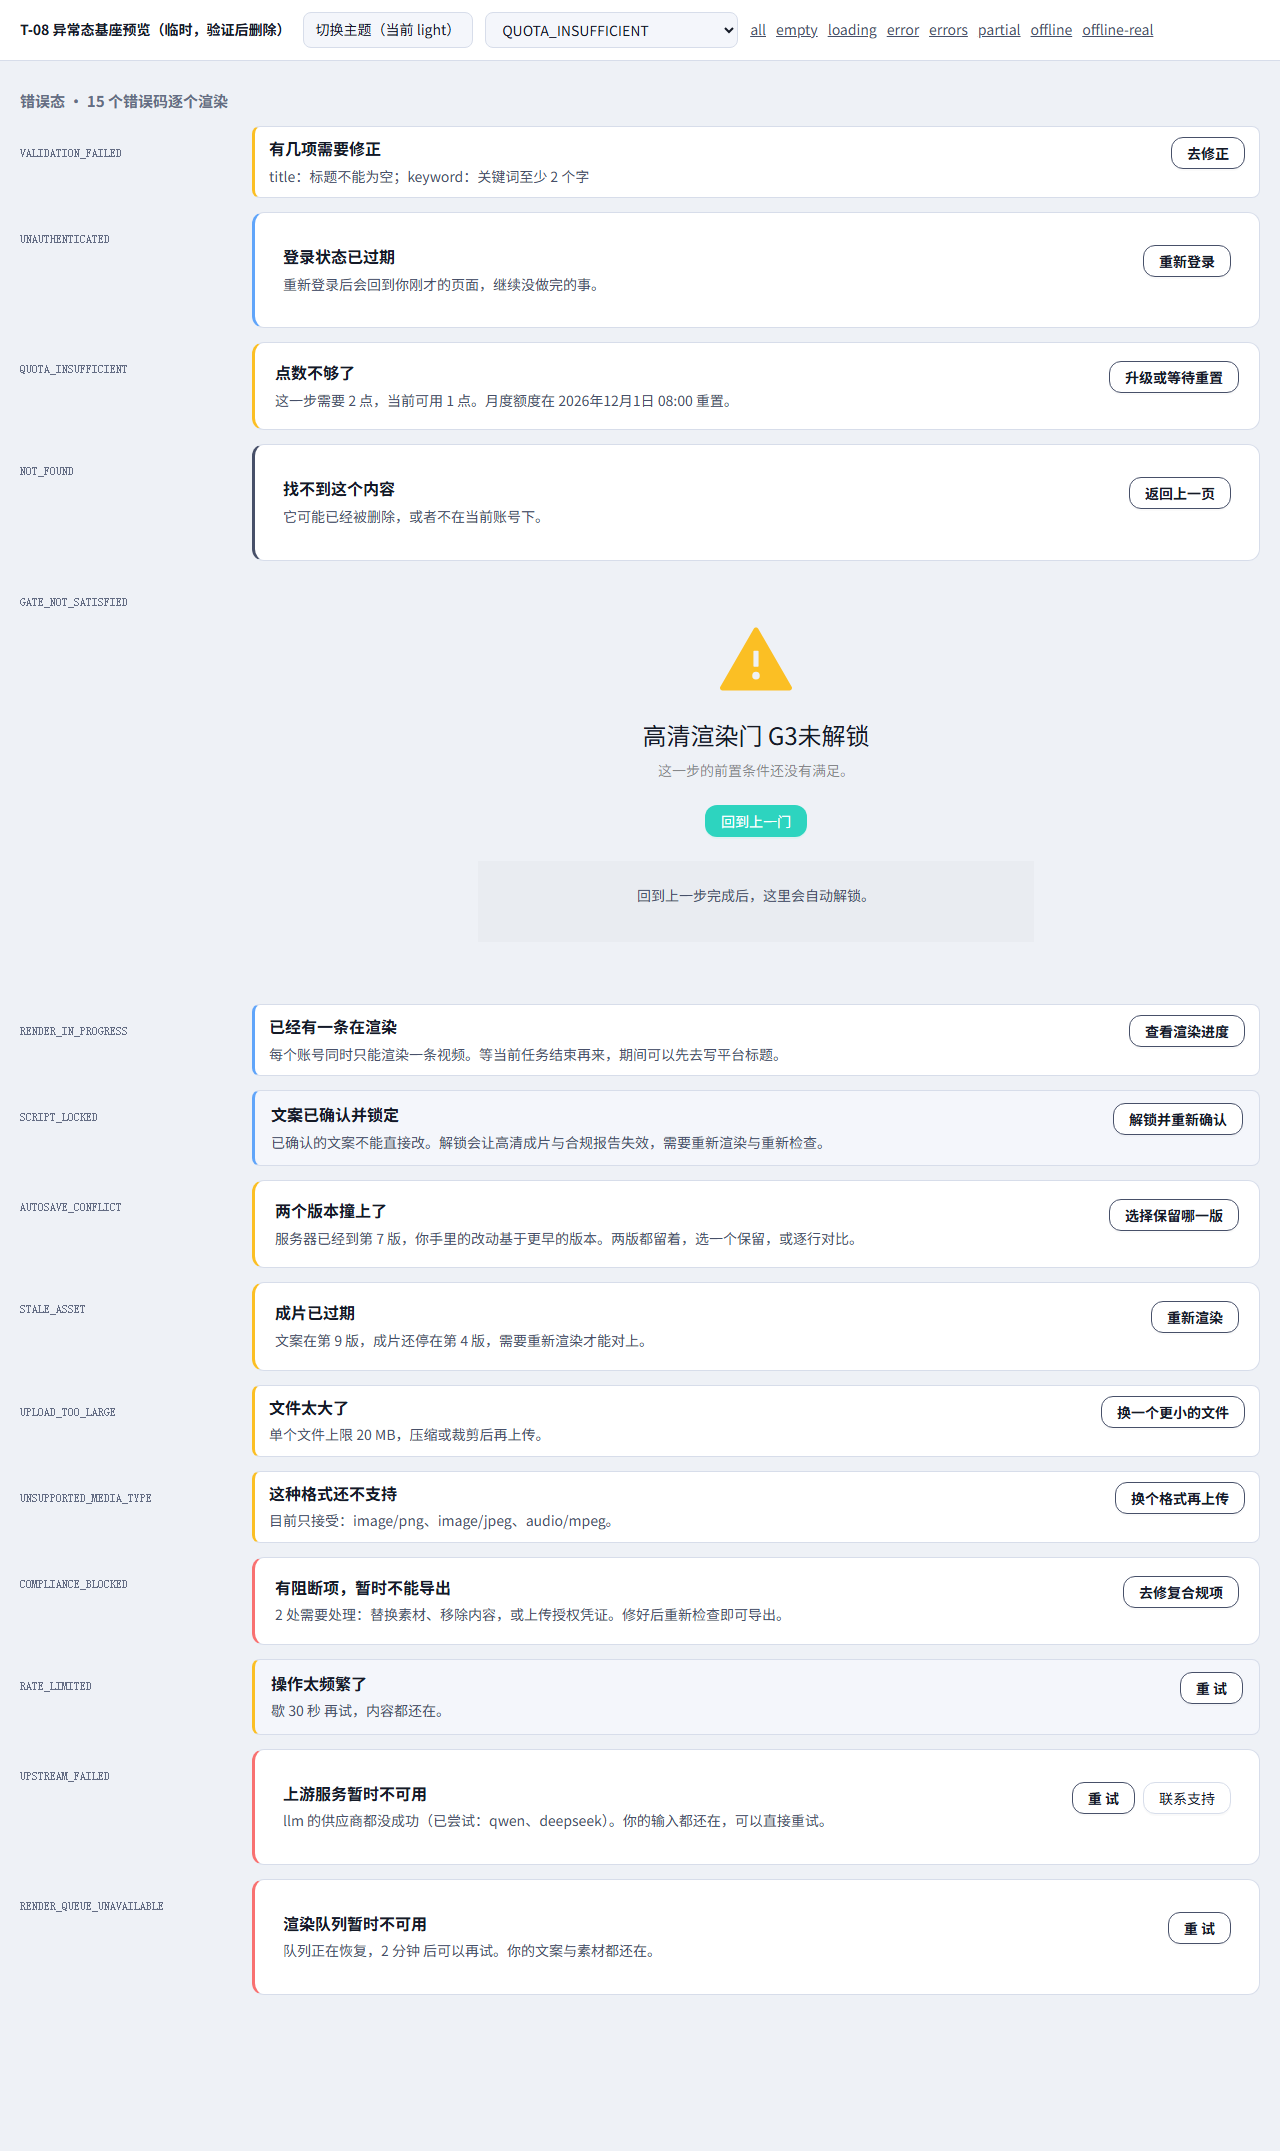 T-08 异常态基座预览（临时，验证后删除） 切换主题（当前 light） QUOTA_INSUFFICIENT all empty loading error errors partial offline offline-real
错误态 · 15 个错误码逐个渲染
VALIDATION_FAILED
有几项需要修正
title：标题不能为空；keyword：关键词至少 2 个字
去修正
UNAUTHENTICATED
登录状态已过期
重新登录后会回到你刚才的页面，继续没做完的事。
重新登录
QUOTA_INSUFFICIENT
点数不够了
这一步需要 2 点，当前可用 1 点。月度额度在 2026年12月1日 08:00 重置。
升级或等待重置
NOT_FOUND
找不到这个内容
它可能已经被删除，或者不在当前账号下。
返回上一页
GATE_NOT_SATISFIED
高清渲染门 G3未解锁
这一步的前置条件还没有满足。
回到上一门
回到上一步完成后，这里会自动解锁。
RENDER_IN_PROGRESS
已经有一条在渲染
每个账号同时只能渲染一条视频。等当前任务结束再来，期间可以先去写平台标题。
查看渲染进度
SCRIPT_LOCKED
文案已确认并锁定
已确认的文案不能直接改。解锁会让高清成片与合规报告失效，需要重新渲染与重新检查。
解锁并重新确认
AUTOSAVE_CONFLICT
两个版本撞上了
服务器已经到第 7 版，你手里的改动基于更早的版本。两版都留着，选一个保留，或逐行对比。
选择保留哪一版
STALE_ASSET
成片已过期
文案在第 9 版，成片还停在第 4 版，需要重新渲染才能对上。
重新渲染
UPLOAD_TOO_LARGE
文件太大了
单个文件上限 20 MB，压缩或裁剪后再上传。
换一个更小的文件
UNSUPPORTED_MEDIA_TYPE
这种格式还不支持
目前只接受：image/png、image/jpeg、audio/mpeg。
换个格式再上传
COMPLIANCE_BLOCKED
有阻断项，暂时不能导出
2 处需要处理：替换素材、移除内容，或上传授权凭证。修好后重新检查即可导出。
去修复合规项
RATE_LIMITED
操作太频繁了
歇 30 秒 再试，内容都还在。
重 试
UPSTREAM_FAILED
上游服务暂时不可用
llm 的供应商都没成功（已尝试：qwen、deepseek）。你的输入都还在，可以直接重试。
重 试 联系支持
RENDER_QUEUE_UNAVAILABLE
渲染队列暂时不可用
队列正在恢复，2 分钟 后可以再试。你的文案与素材都还在。
重 试